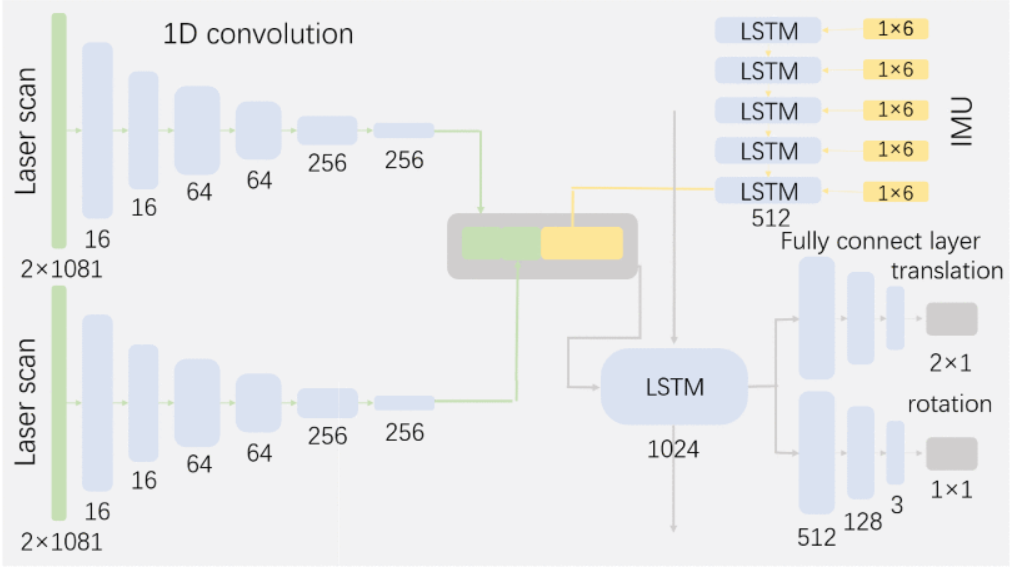 1D convolution
Laser scan
16
16
64
64
256
256
2×1081
Laser scan
16
16
64
64
256
256
2×1081
LSTM
1×6
LSTM
1×6
LSTM
1×6
LSTM
1×6
LSTM
1×6
512
IMU
LSTM
1024
Fully connect layer
translation
2×1
rotation
1×1
512
128
3